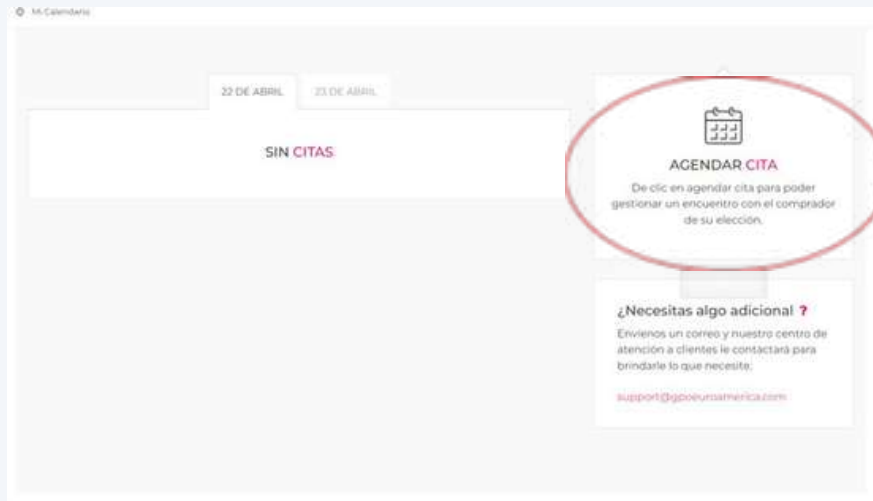 Mi Calendario
22 DE ABRIL
23 DE ABRIL
SIN CITAS
AGENDAR CITA
De clic en agendar cita para poder
gestionar un encuentro con el comprador
de su elección.
¿Necesitas algo adicional ?
Envíenos un correo y nuestro centro de
atención a clientes le contactará para
brindarle lo que necesite:
support@gpoeuroamerica.com